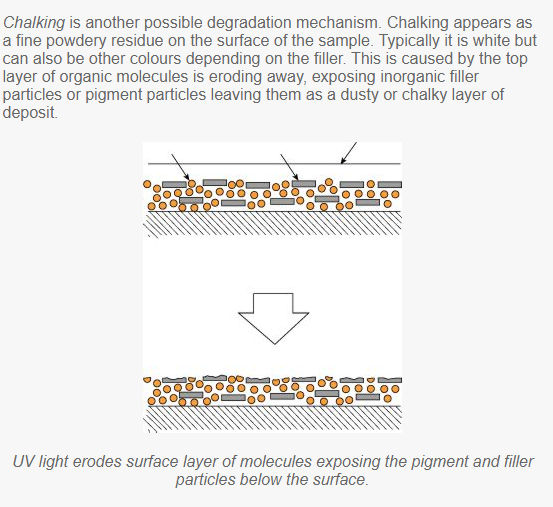 Chalking is another possible degradation mechanism. Chalking appears as
a fine powdery residue on the surface of the sample. Typically it is white but
can also be other colours depending on the filler. This is caused by the top
layer of organic molecules is eroding away, exposing inorganic filler
particles or pigment particles leaving them as a dusty or chalky layer of
deposit.
UV light erodes surface layer of molecules exposing the pigment and filler
particles below the surface.